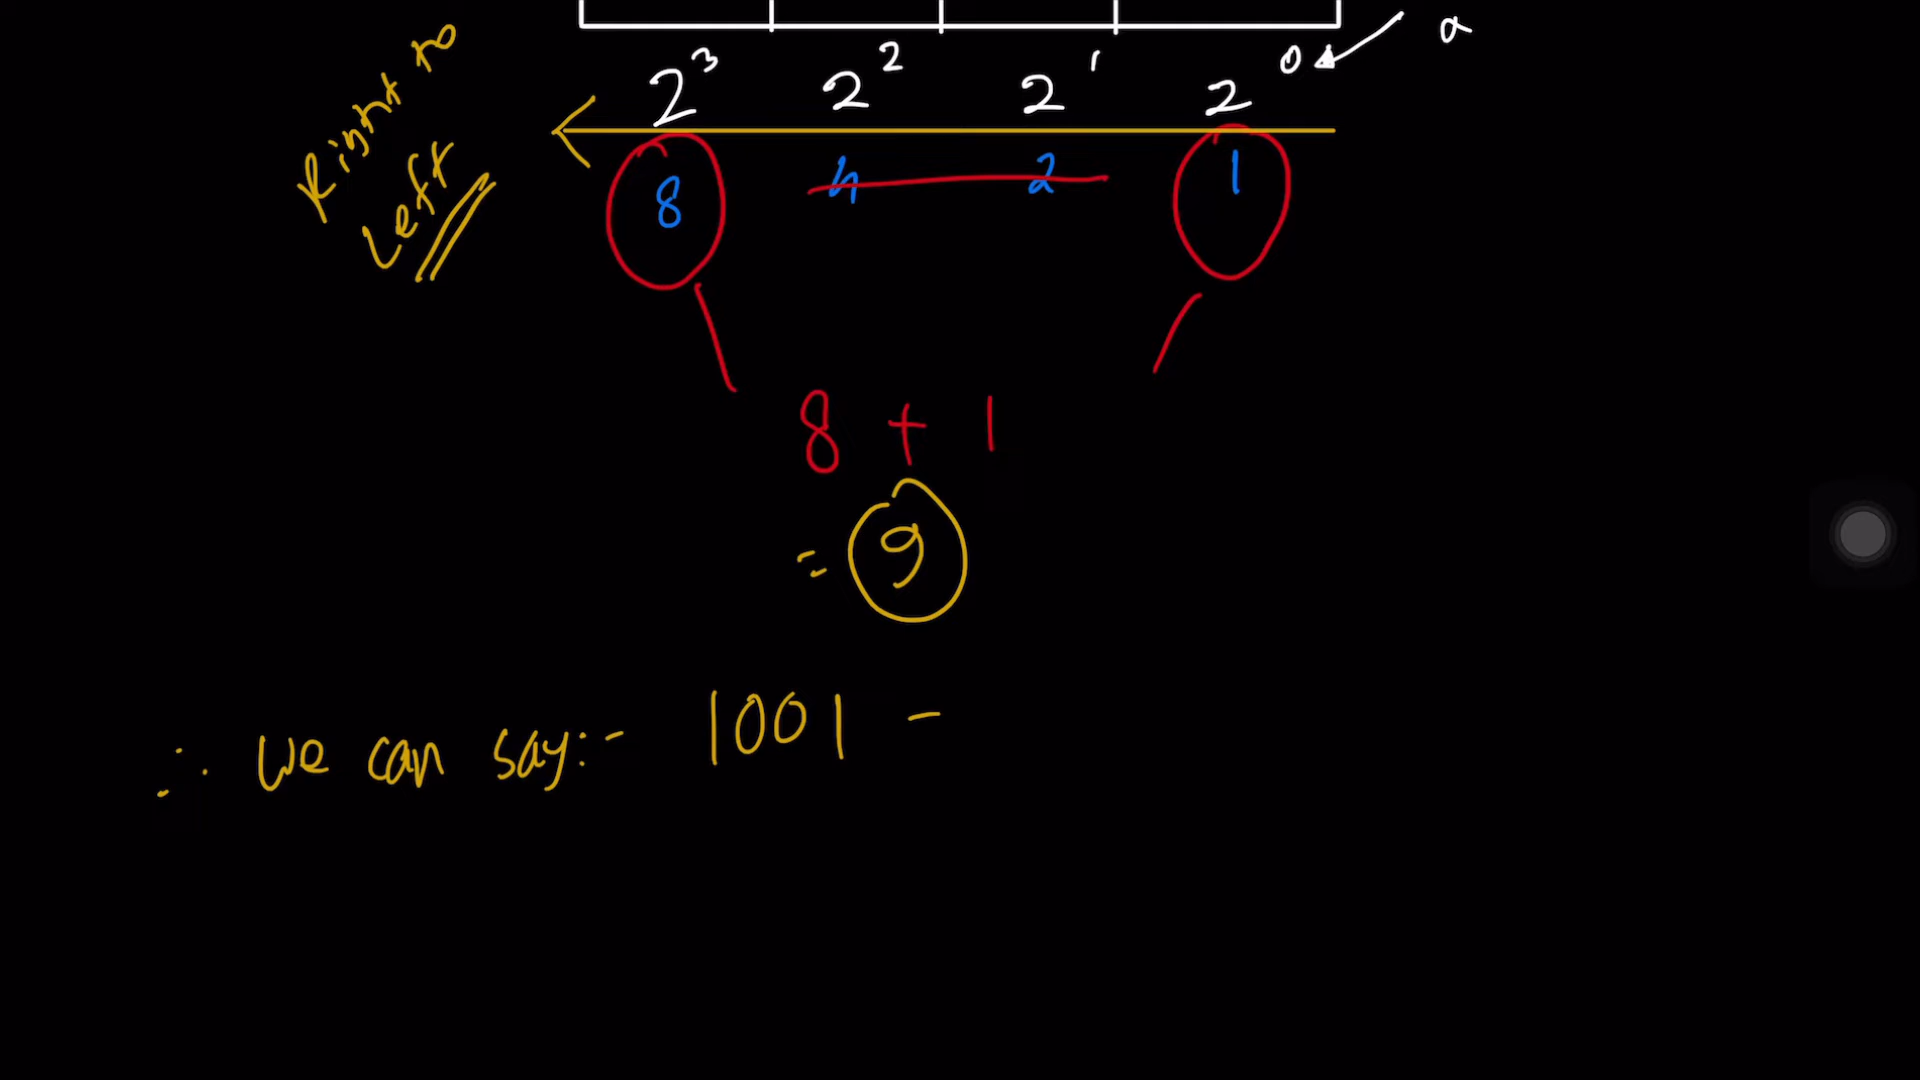 a
2³ 2² 2¹ 2⁰
Right to
Left
8 4 2 1
8 + 1
= 9
∴ We can say:- 1001 -